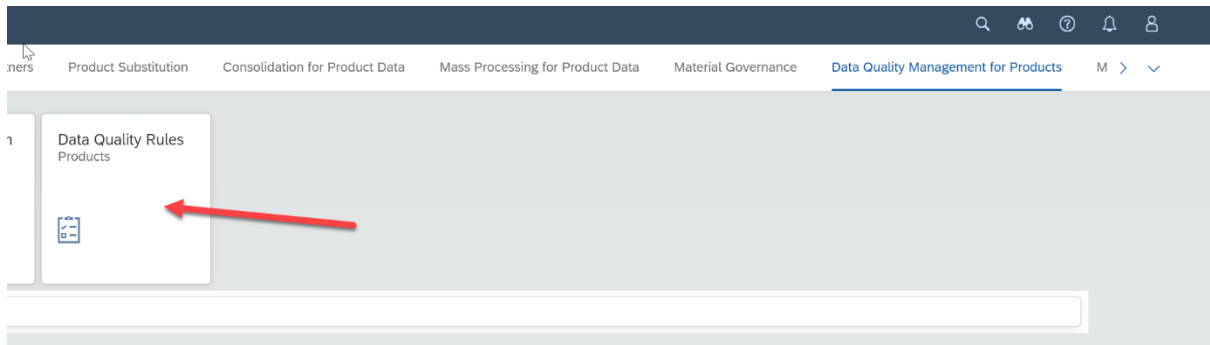 tners Product Substitution Consolidation for Product Data Mass Processing for Product Data Material Governance Data Quality Management for Products M
n
Data Quality Rules
Products